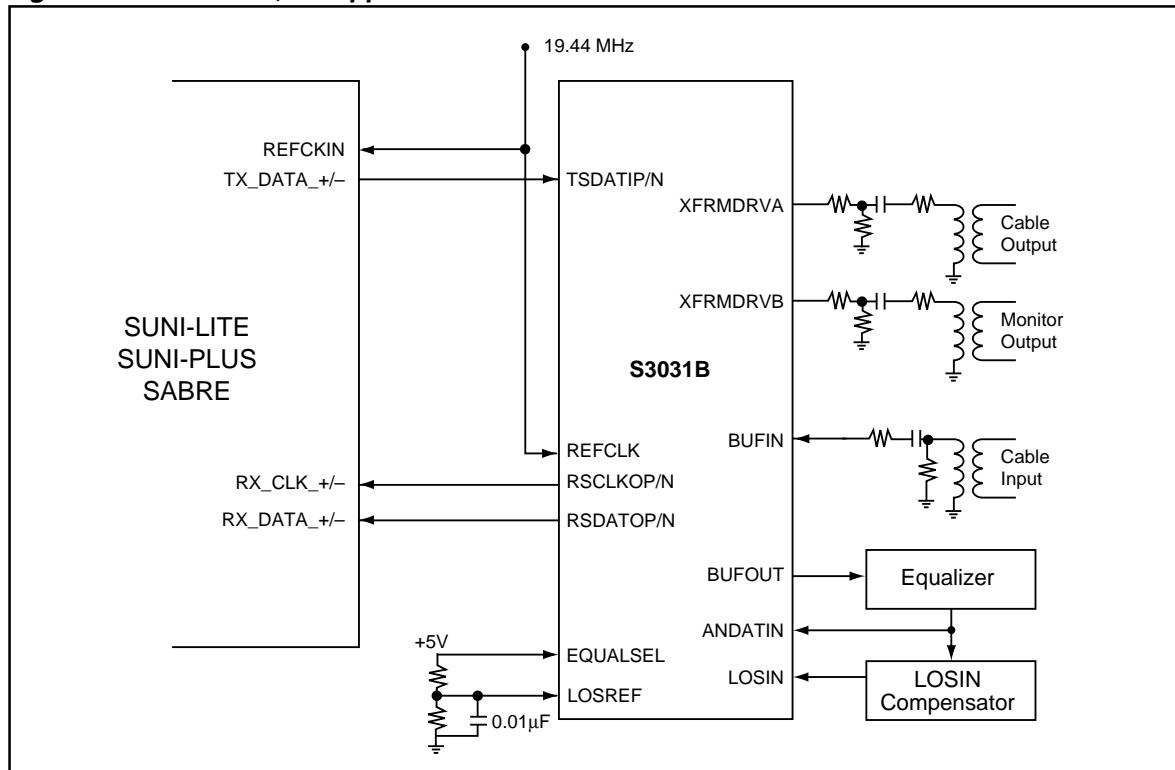 19.44 MHz
REFCKIN
TX_DATA_+/–
SUNI-LITE
SUNI-PLUS
SABRE
RX_CLK_+/–
RX_DATA_+/–
TSDATIP/N
XFRMDRVA
XFRMDRVB
S3031B
BUFIN
REFCLK
RSCLKOP/N
RSDATOP/N
BUFOUT
ANDATIN
EQUALSEL
LOSIN
LOSREF
+5V
0.01μF
Cable
Output
Monitor
Output
Cable
Input
Equalizer
LOSIN
Compensator